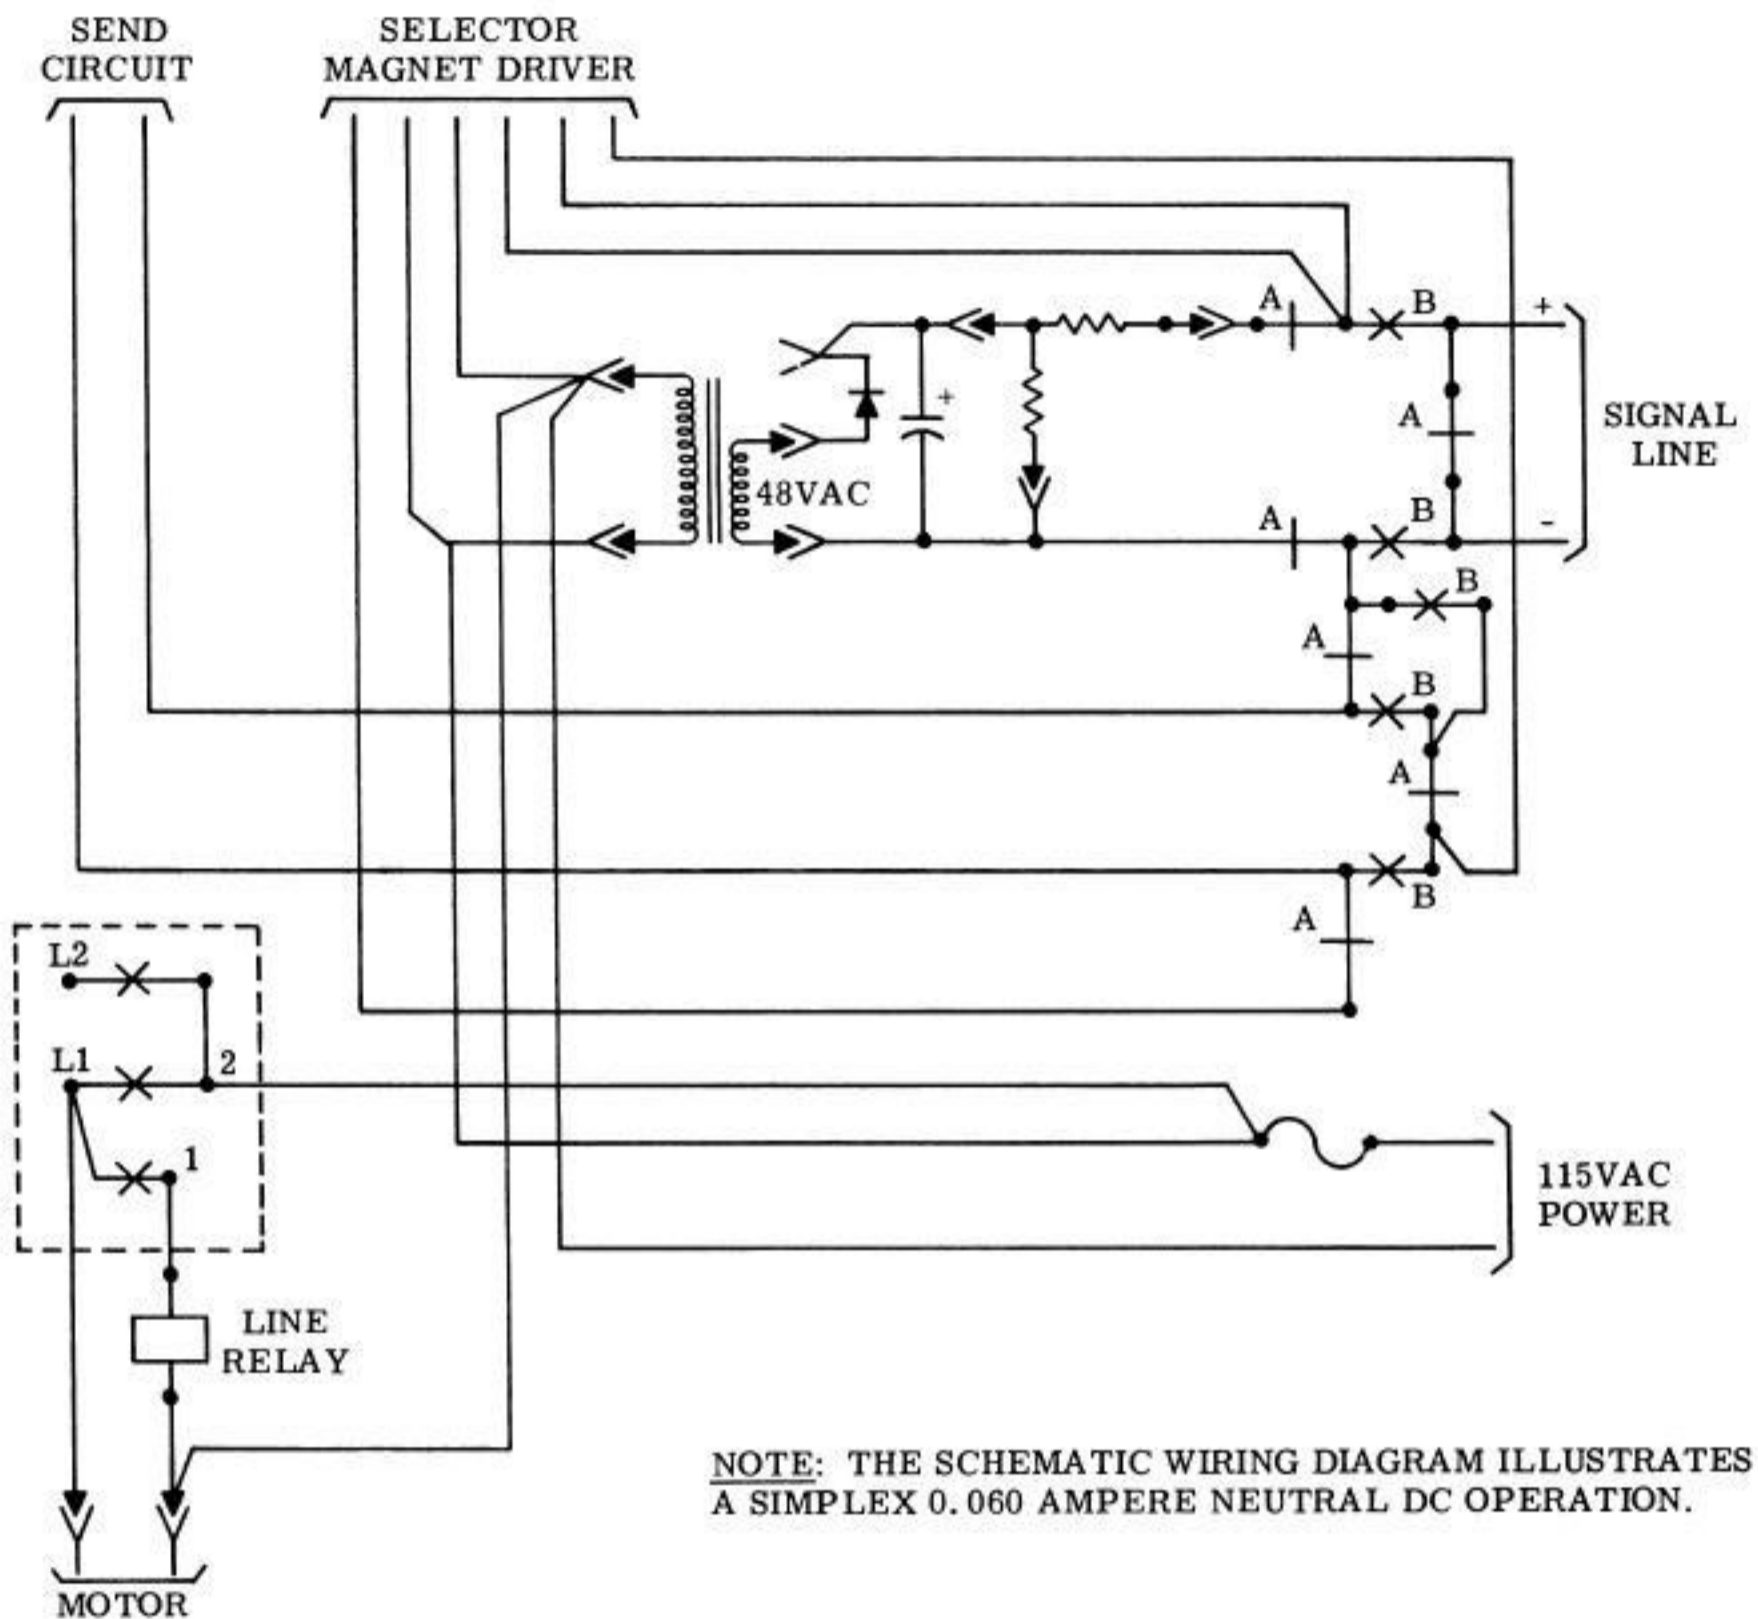 SEND
CIRCUIT
SELECTOR
MAGNET DRIVER
A
B
+
+
A
SIGNAL
LINE
48VAC
A
B
-
B
A
B
A
B
A
L2
L1
2
1
115VAC
POWER
LINE
RELAY
NOTE: THE SCHEMATIC WIRING DIAGRAM ILLUSTRATES
A SIMPLEX 0.060 AMPERE NEUTRAL DC OPERATION.
MOTOR